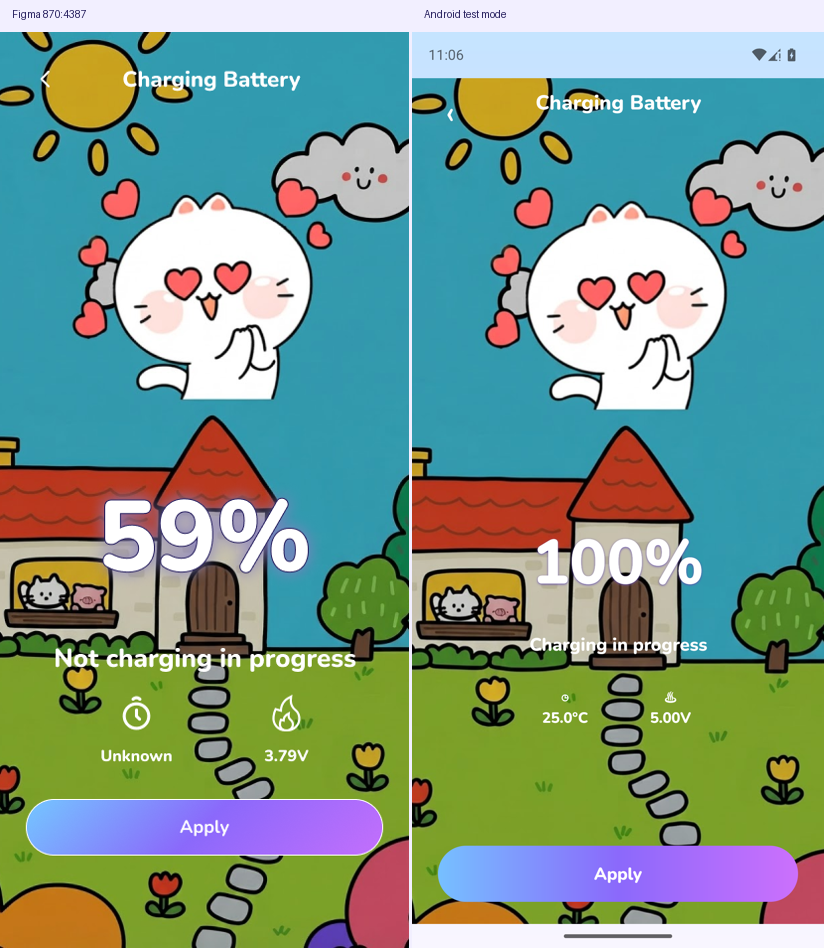 Figma 870:4387
Android test mode
Charging Battery
59%
Not charging in progress
Unknown
3.79V
Apply
11:06
Charging Battery
100%
Charging in progress
25.0°C
5.00V
Apply